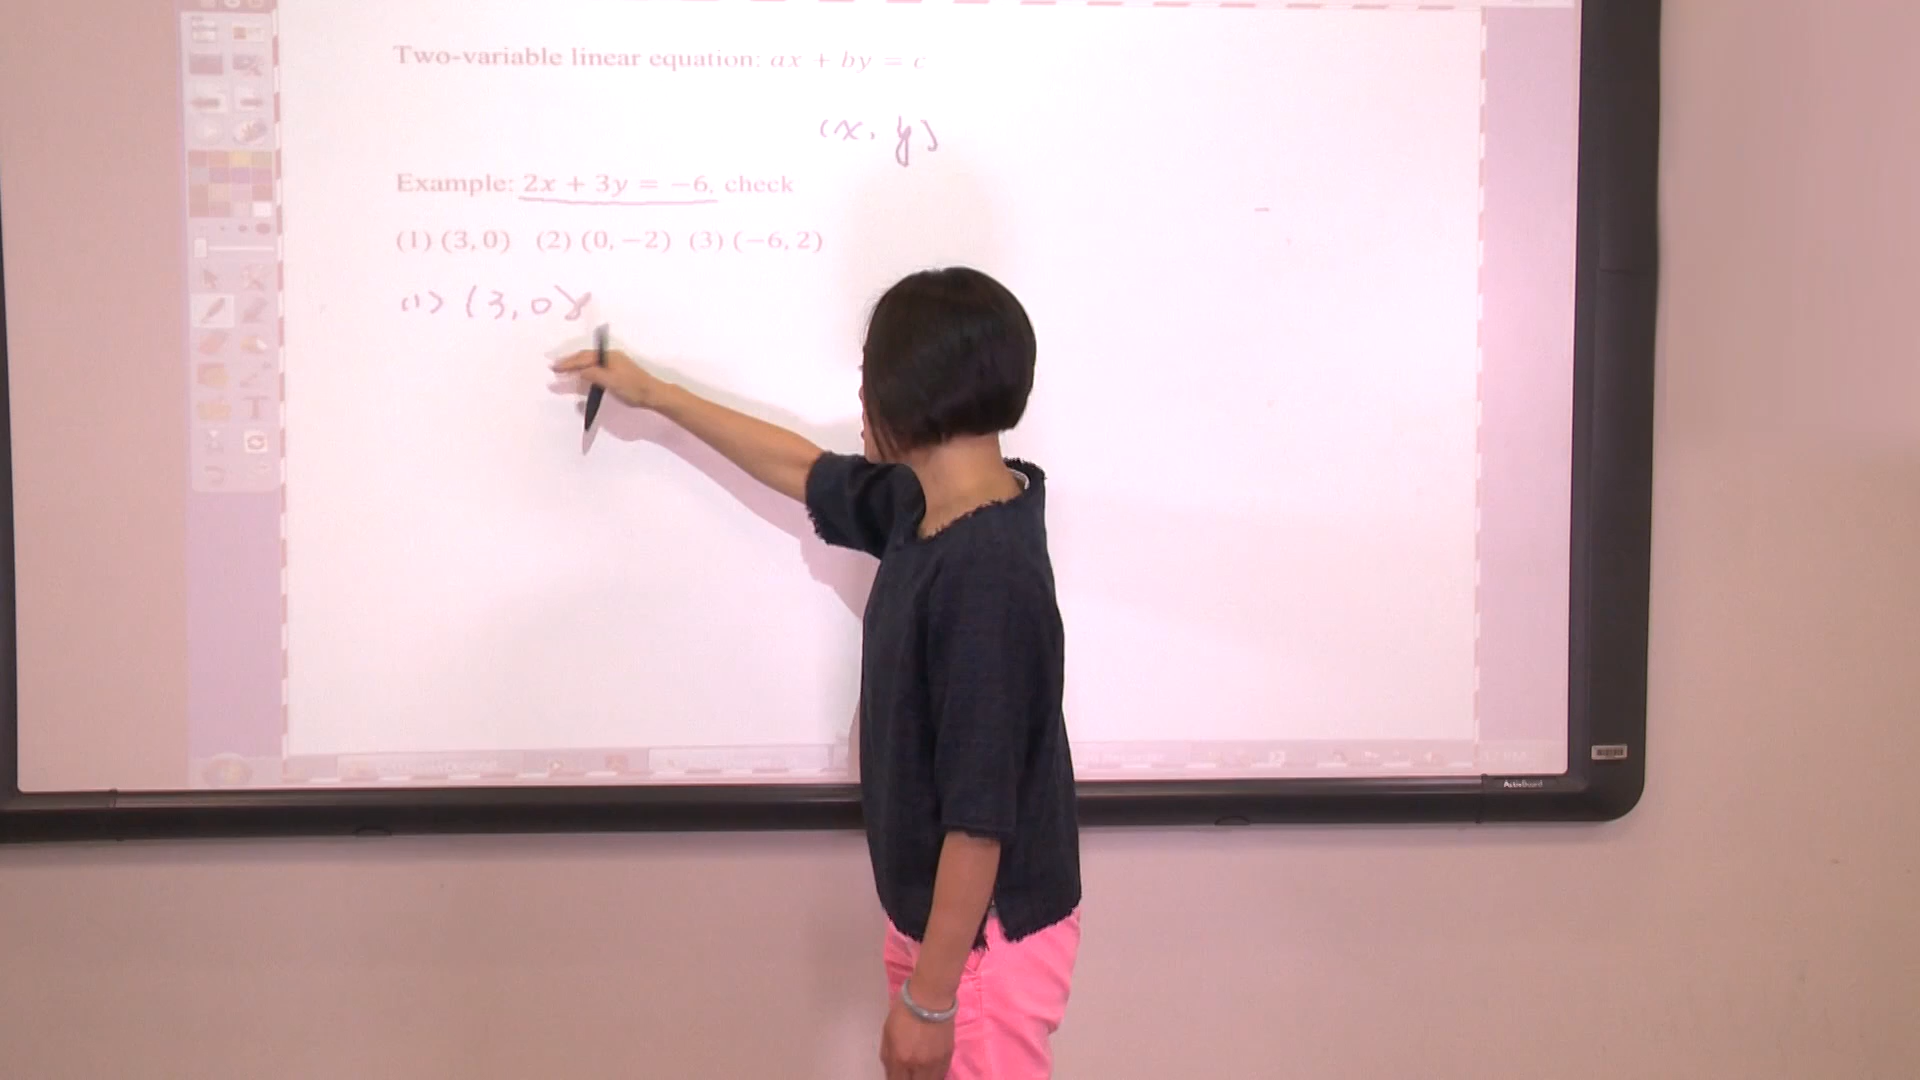 Two-variable linear equation: ax + by = c
(x, y)
Example: 2x + 3y = −6, check
(1) (3, 0) (2) (0, −2) (3) (−6, 2)
(1) (3, 0)
ActivBoard